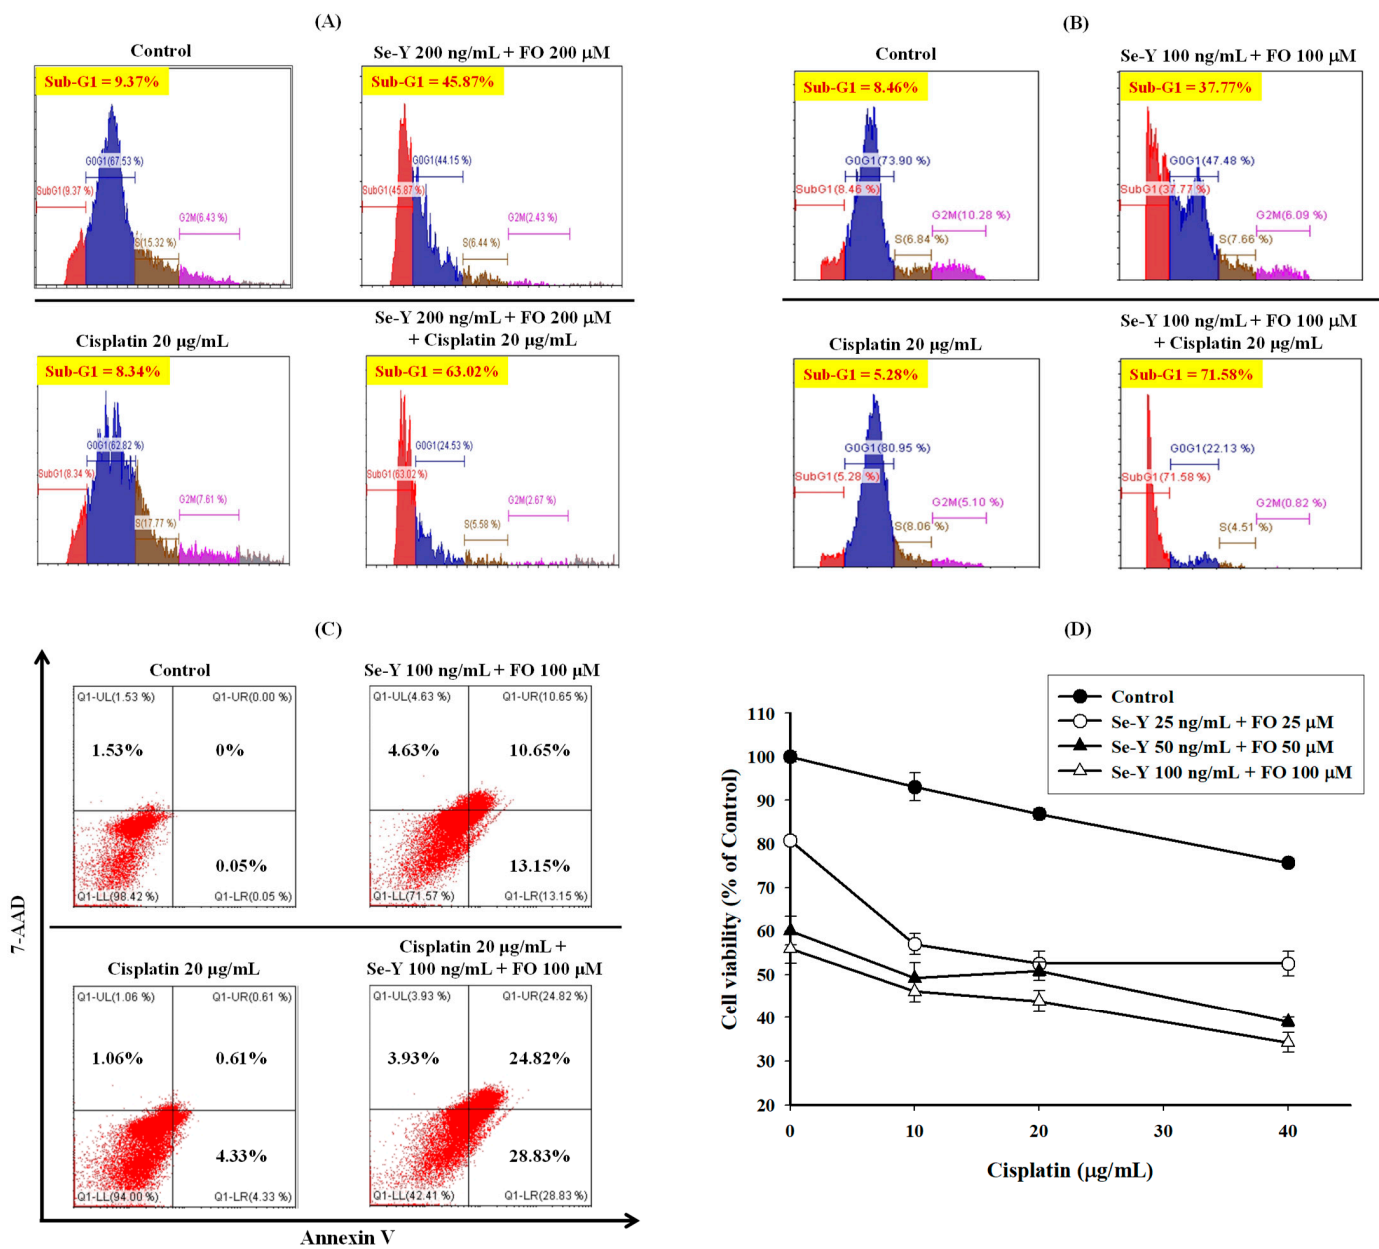 (A)
Control
Sub-G1 = 9.37%
G0G1(67.53 %)
SubG1(9.37 %)
G2M(6.43 %)
S(15.32 %)
Se-Y 200 ng/mL + FO 200 μM
Sub-G1 = 45.87%
G0G1(44.15 %)
SubG1(45.87 %)
G2M(2.43 %)
S(6.44 %)
Cisplatin 20 μg/mL
Sub-G1 = 8.34%
G0G1(62.82 %)
SubG1(8.34 %)
G2M(7.61 %)
S(17.77 %)
Se-Y 200 ng/mL + FO 200 μM
+ Cisplatin 20 μg/mL
Sub-G1 = 63.02%
G0G1(24.53 %)
SubG1(63.02 %)
G2M(2.67 %)
S(5.58 %)
(B)
Control
Sub-G1 = 8.46%
G0G1(73.90 %)
SubG1(8.46 %)
G2M(10.28 %)
S(6.84 %)
Se-Y 100 ng/mL + FO 100 μM
Sub-G1 = 37.77%
G0G1(47.48 %)
SubG1(37.77 %)
G2M(6.09 %)
S(7.66 %)
Cisplatin 20 μg/mL
Sub-G1 = 5.28%
G0G1(80.95 %)
SubG1(5.28 %)
G2M(5.10 %)
S(8.06 %)
Se-Y 100 ng/mL + FO 100 μM
+ Cisplatin 20 μg/mL
Sub-G1 = 71.58%
G0G1(22.13 %)
SubG1(71.58 %)
G2M(0.82 %)
S(4.51 %)
(C)
Control
Q1-UL(1.53 %)
Q1-UR(0.00 %)
1.53%
0%
0.05%
Q1-LL(98.42 %)
Q1-LR(0.05 %)
Se-Y 100 ng/mL + FO 100 μM
Q1-UL(4.63 %)
Q1-UR(10.65 %)
4.63%
10.65%
13.15%
Q1-LL(71.57 %)
Q1-LR(13.15 %)
Cisplatin 20 μg/mL
Q1-UL(1.06 %)
Q1-UR(0.61 %)
1.06%
0.61%
4.33%
Q1-LL(94.00 %)
Q1-LR(4.33 %)
Cisplatin 20 μg/mL +
Se-Y 100 ng/mL + FO 100 μM
Q1-UL(3.93 %)
Q1-UR(24.82 %)
3.93%
24.82%
28.83%
Q1-LL(42.41 %)
Q1-LR(28.83 %)
7-AAD
Annexin V
(D)
Control
Se-Y 25 ng/mL + FO 25 μM
Se-Y 50 ng/mL + FO 50 μM
Se-Y 100 ng/mL + FO 100 μM
Cell viability (% of Control)
110
100
90
80
70
60
50
40
30
20
0
10
20
30
40
Cisplatin (μg/mL)